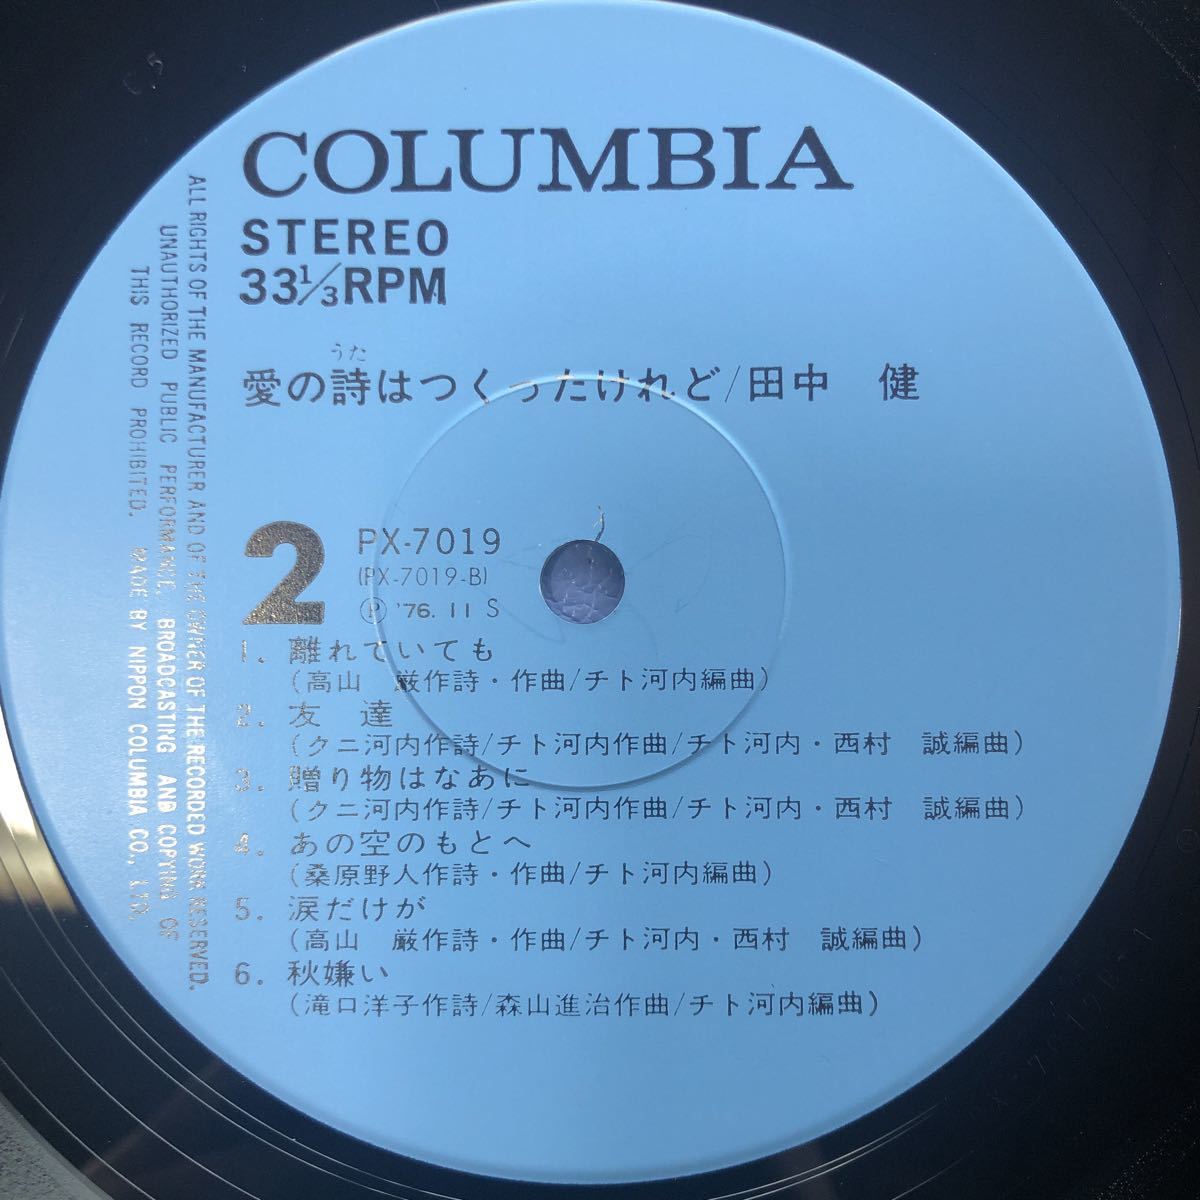 COLUMBIA
STEREO
33⅓RPM
うた
愛の詩はつくったけれど/田中 健
2
PX-7019
(PX-7019-B)
Ⓟ '76. 11 S
1. 離れていても
(高山 厳作詩・作曲/チト河内編曲)
2. 友 達
(クニ河内作詩/チト河内作曲/チト河内・西村 誠編曲)
3. 贈り物はなあに
(クニ河内作詩/チト河内作曲/チト河内・西村 誠編曲)
4. あの空のもとへ
(桑原野人作詩・作曲/チト河内編曲)
5. 涙だけが
(高山 厳作詩・作曲/チト河内・西村 誠編曲)
6. 秋嫌い
(滝口洋子作詩/森山進治作曲/チト河内編曲)
ALL RIGHTS OF THE MANUFACTURER AND OF THE OWNER OF THE RECORDED WORK RESERVED.
UNAUTHORIZED PUBLIC PERFORMANCE, BROADCASTING AND COPYING OF
THIS RECORD PROHIBITED. MADE BY NIPPON COLUMBIA CO., LTD.